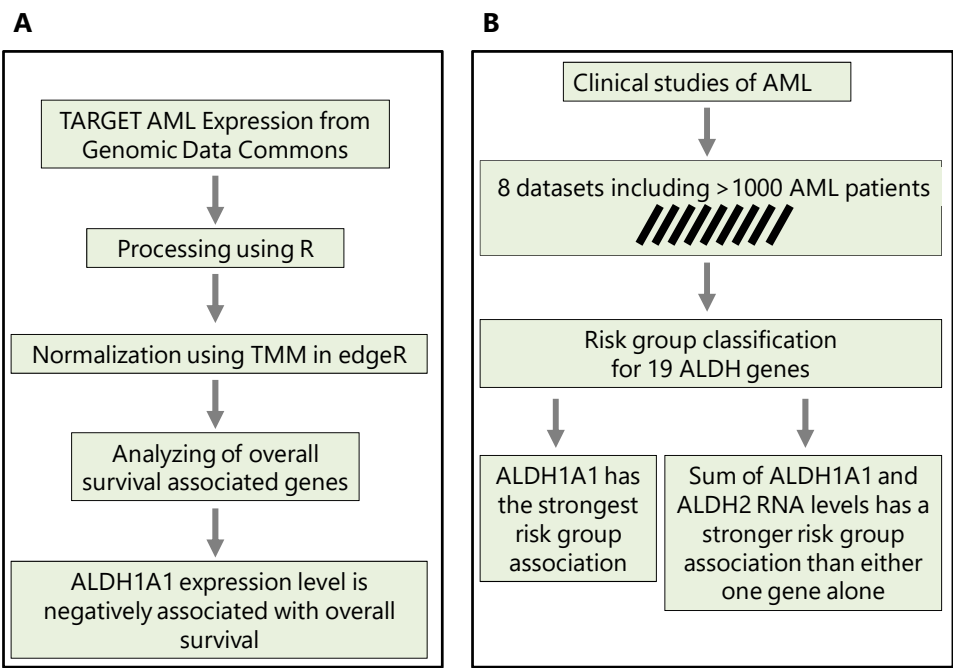 A
TARGET AML Expression from
Genomic Data Commons
Processing using R
Normalization using TMM in edgeR
Analyzing of overall
survival associated genes
ALDH1A1 expression level is
negatively associated with overall
survival
B
Clinical studies of AML
8 datasets including >1000 AML patients
Risk group classification
for 19 ALDH genes
ALDH1A1 has
the strongest
risk group
association
Sum of ALDH1A1 and
ALDH2 RNA levels has a
stronger risk group
association than either
one gene alone